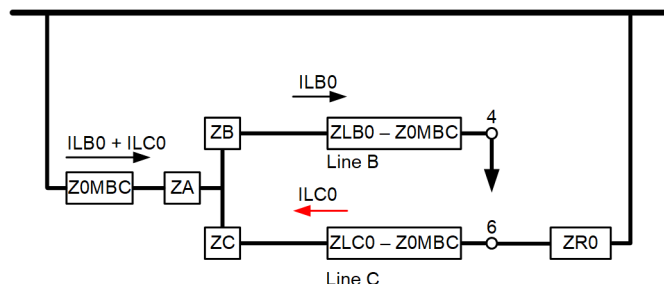 ILB0
ZB
ZLB0 – Z0MBC
4
Line B
ILB0 + ILC0
Z0MBC
ZA
ILC0
ZC
ZLC0 – Z0MBC
6
ZR0
Line C